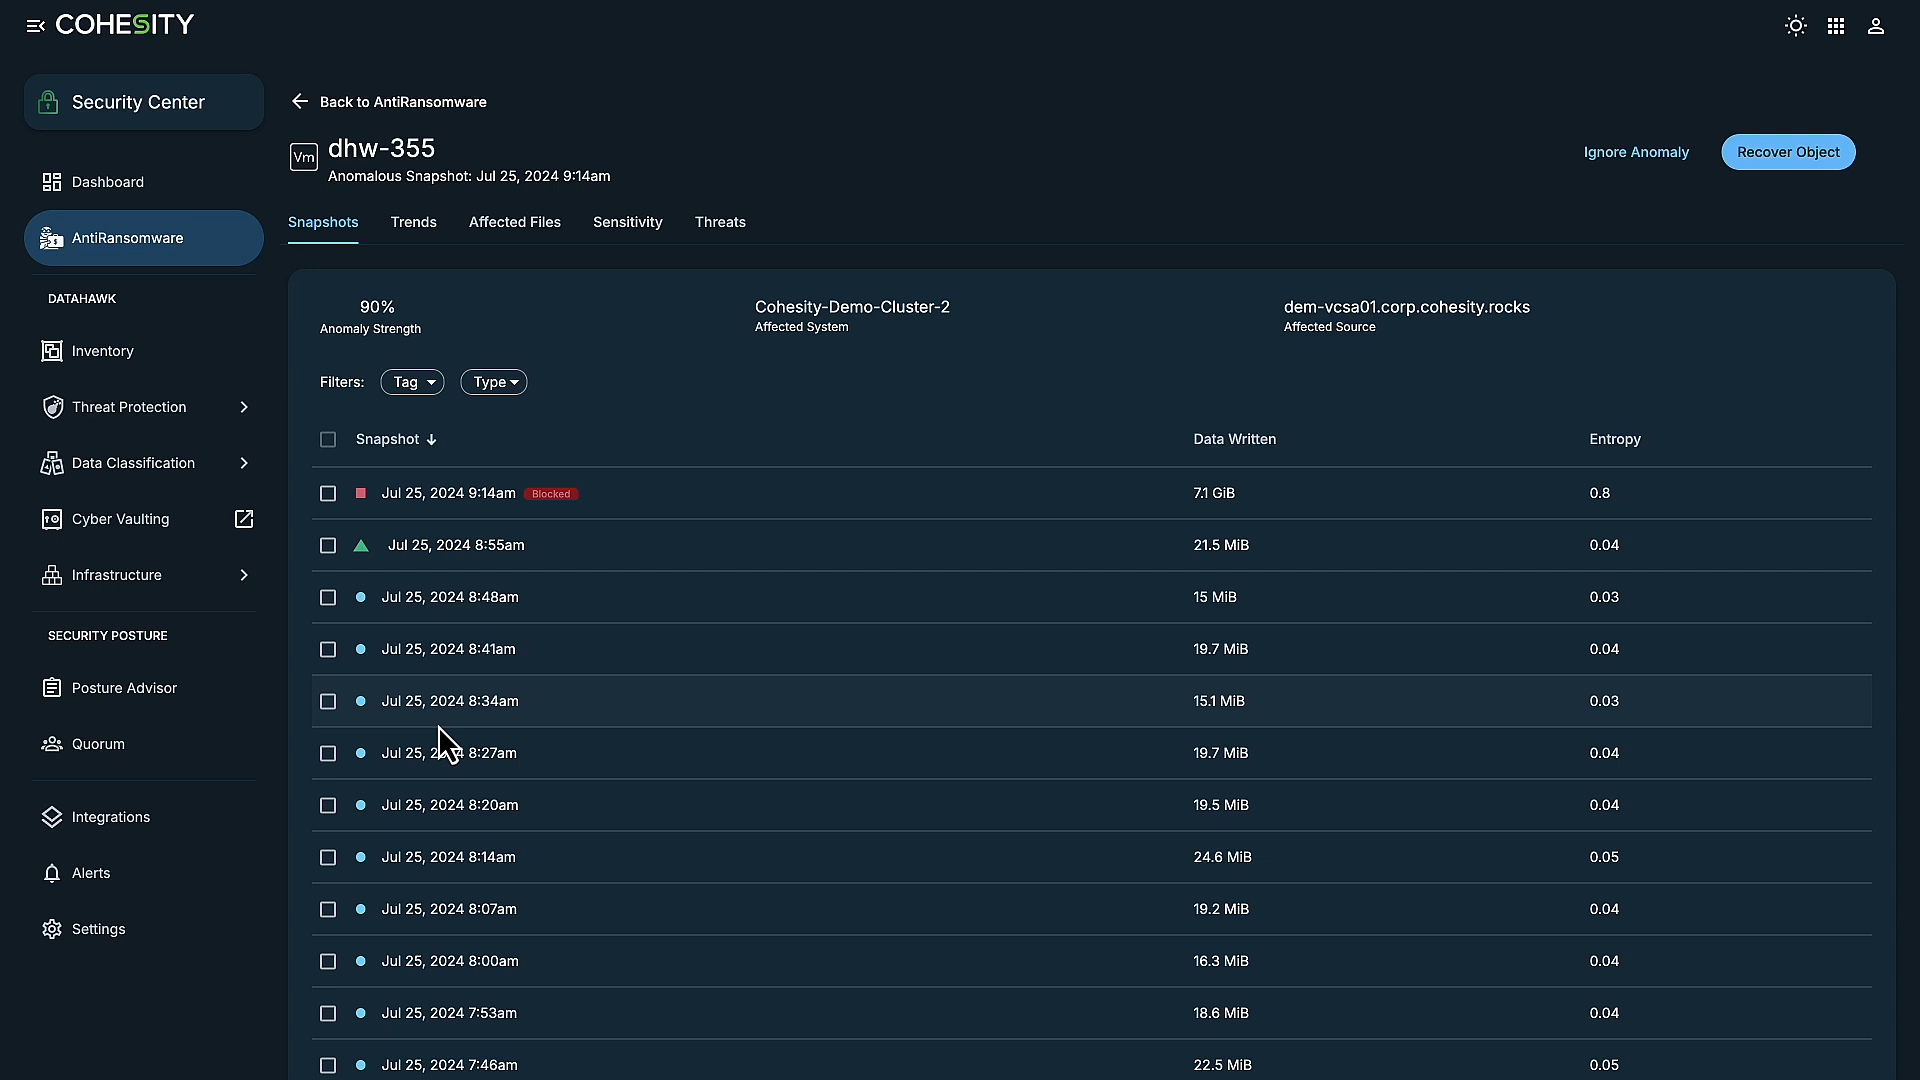 COHESITY
Security Center
Dashboard
AntiRansomware
DATAHAWK
Inventory
Threat Protection
Data Classification
Cyber Vaulting
Infrastructure
SECURITY POSTURE
Posture Advisor
Quorum
Integrations
Alerts
Settings
Back to AntiRansomware
Vm
dhw-355
Anomalous Snapshot: Jul 25, 2024 9:14am
Ignore Anomaly
Recover Object
Snapshots Trends Affected Files Sensitivity Threats
90% Cohesity-Demo-Cluster-2 dem-vcsa01.corp.cohesity.rocks
Anomaly Strength Affected System Affected Source
Filters: Tag Type
Snapshot Data Written Entropy
Jul 25, 2024 9:14am Blocked 7.1 GiB 0.8
Jul 25, 2024 8:55am 21.5 MiB 0.04
Jul 25, 2024 8:48am 15 MiB 0.03
Jul 25, 2024 8:41am 19.7 MiB 0.04
Jul 25, 2024 8:34am 15.1 MiB 0.03
Jul 25, 2024 8:27am 19.7 MiB 0.04
Jul 25, 2024 8:20am 19.5 MiB 0.04
Jul 25, 2024 8:14am 24.6 MiB 0.05
Jul 25, 2024 8:07am 19.2 MiB 0.04
Jul 25, 2024 8:00am 16.3 MiB 0.04
Jul 25, 2024 7:53am 18.6 MiB 0.04
Jul 25, 2024 7:46am 22.5 MiB 0.05